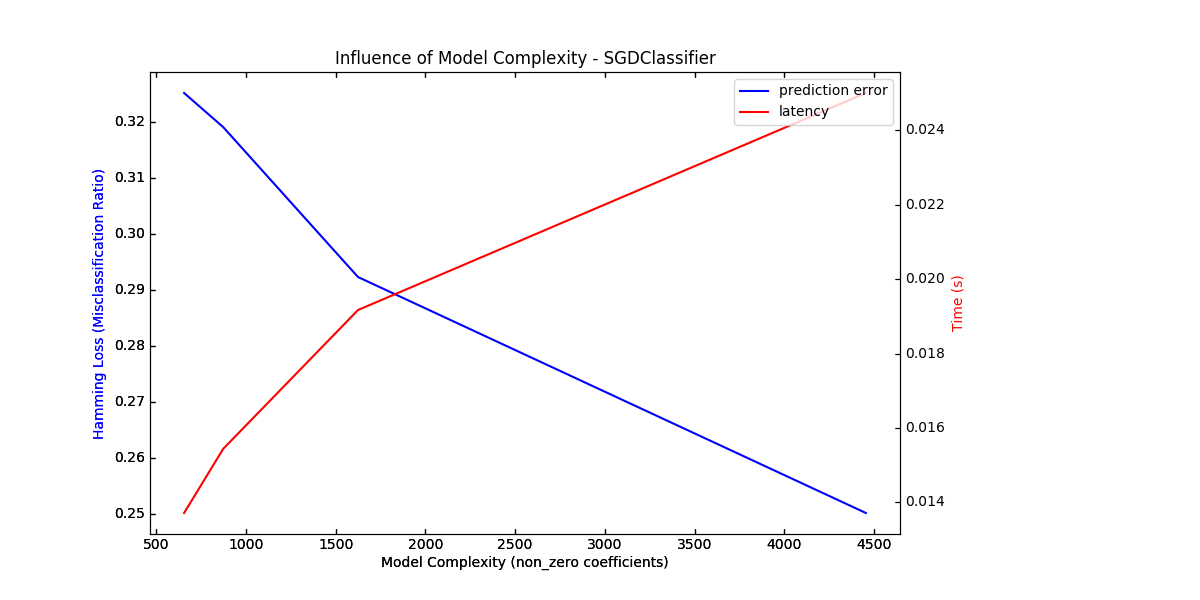 Influence of Model Complexity - SGDClassifier
prediction error
latency
0.32
0.31
0.30
0.29
0.28
0.27
0.26
0.25
Hamming Loss (Misclassification Ratio)
0.024
0.022
0.020
0.018
0.016
0.014
Time (s)
500 1000 1500 2000 2500 3000 3500 4000 4500
Model Complexity (non_zero coefficients)